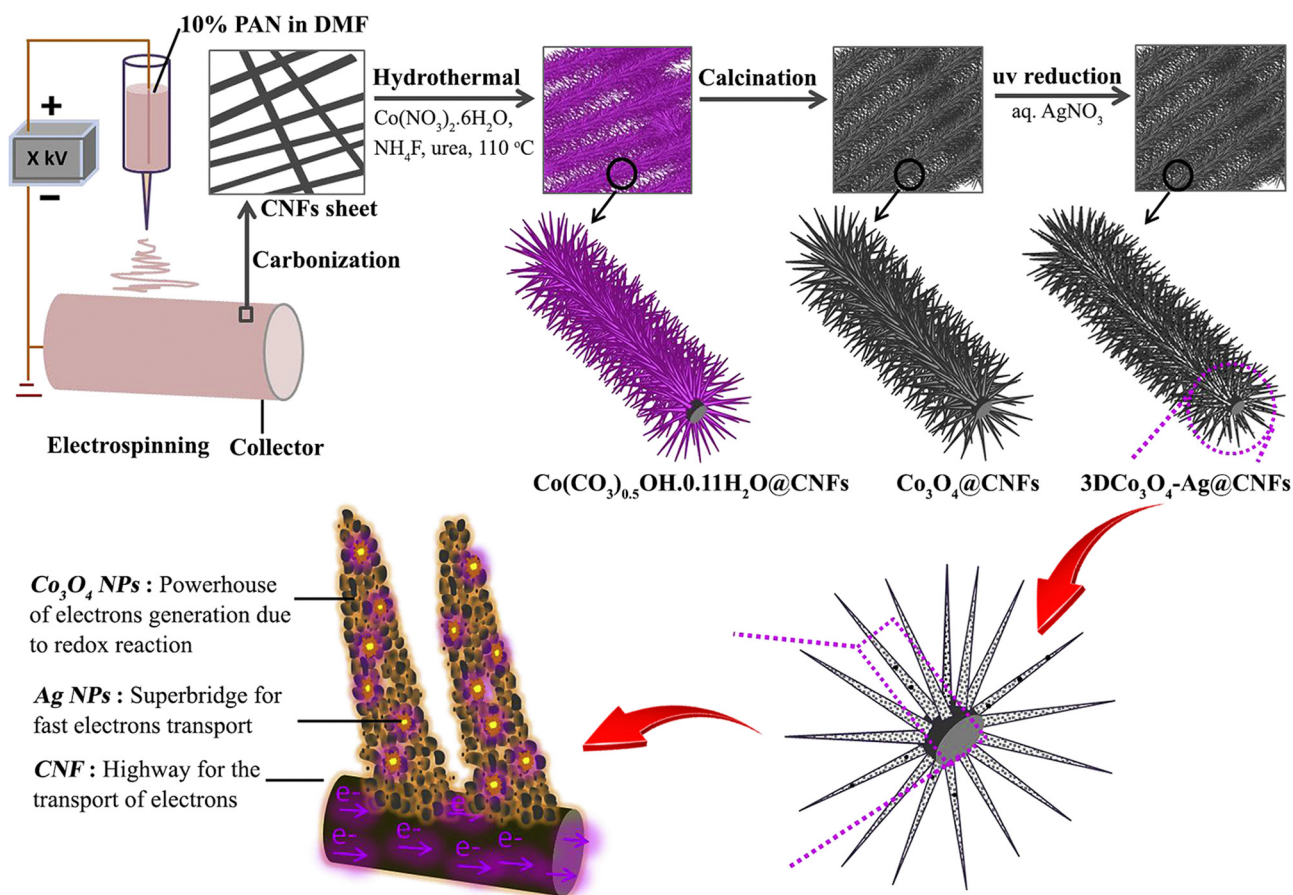 10% PAN in DMF
+
X kV
−
CNFs sheet
Carbonization
Electrospinning
Collector
Hydrothermal
Co(NO₃)₂.6H₂O,
NH₄F, urea, 110 °C
Calcination
uv reduction
aq. AgNO₃
Co(CO₃)₀.₅OH.0.11H₂O@CNFs
Co₃O₄@CNFs
3DCo₃O₄-Ag@CNFs
Co₃O₄ NPs : Powerhouse
of electrons generation due
to redox reaction
Ag NPs : Superbridge for
fast electrons transport
CNF : Highway for the
transport of electrons
e-
e-
e-
e-
e-
e-
e-